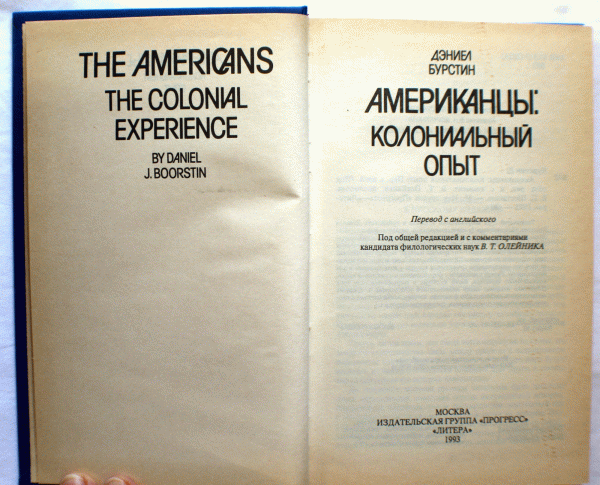 THE AMERICANS
THE COLONIAL
EXPERIENCE
BY DANIEL
J. BOORSTIN
ДЭНИЕЛ
БУРСТИН
АМЕРИКАНЦЫ:
КОЛОНИАЛЬНЫЙ
ОПЫТ
Перевод с английского
Под общей редакцией и с комментариями
кандидата филологических наук В. Т. ОЛЕЙНИКА
МОСКВА
ИЗДАТЕЛЬСКАЯ ГРУППА «ПРОГРЕСС»
«ЛИТЕРА»
1993